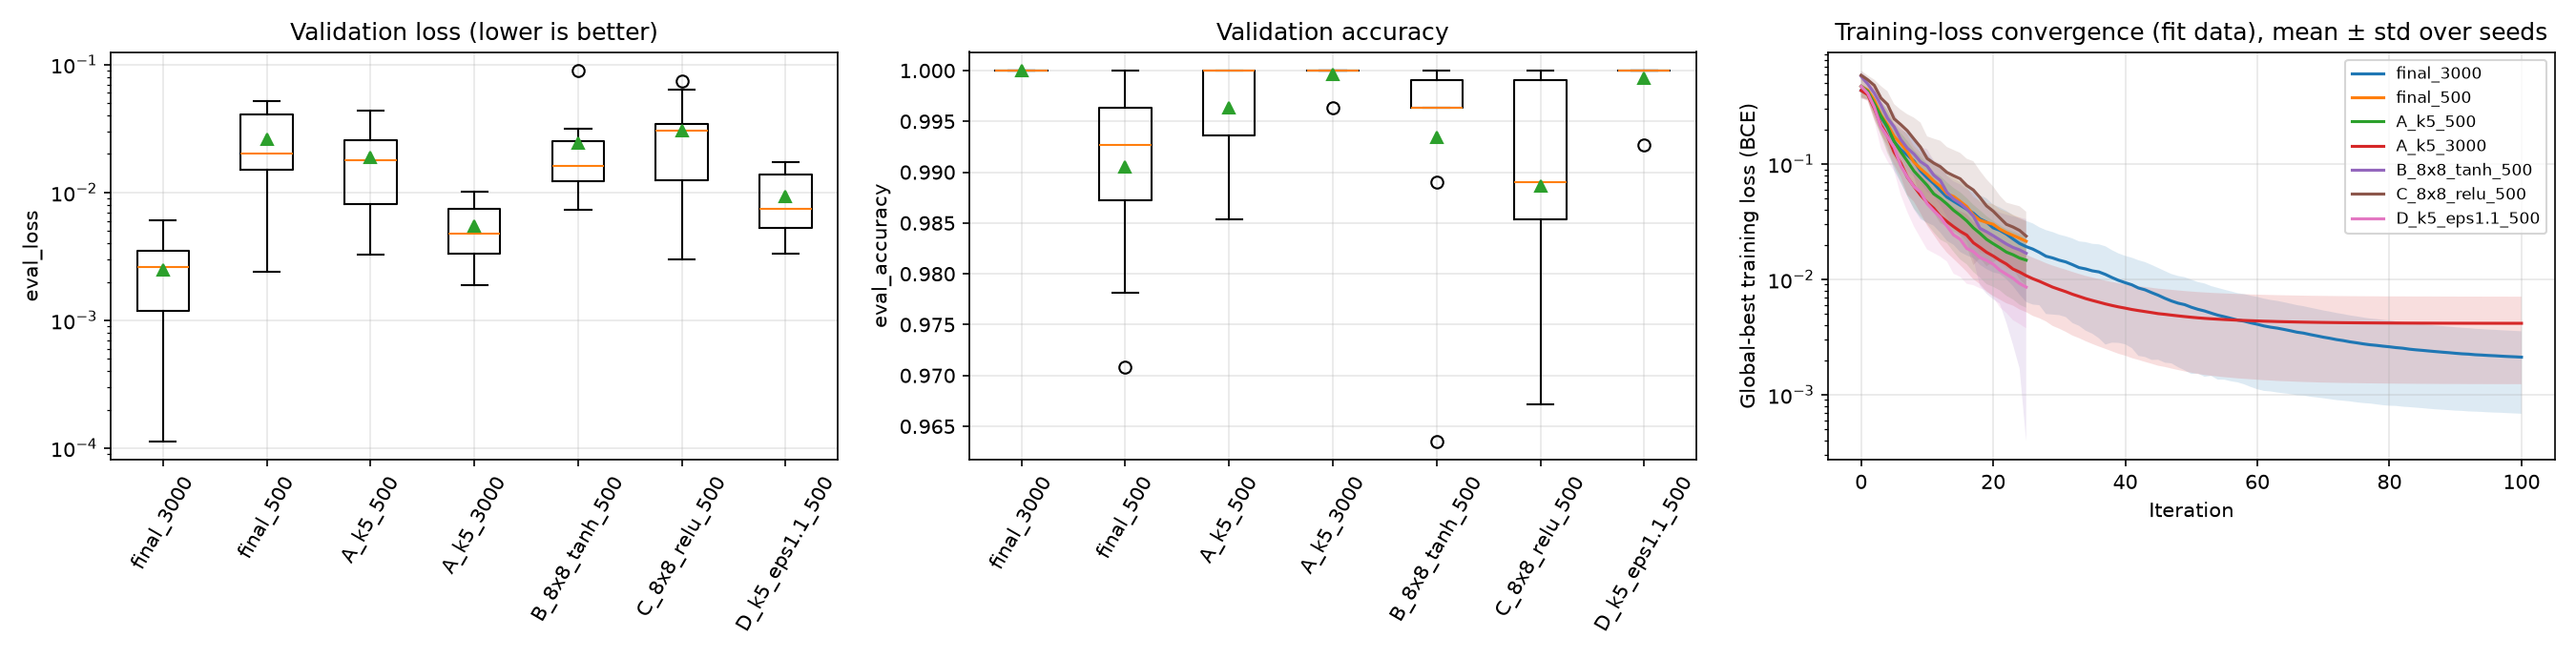 Validation loss (lower is better)
eval_loss
10⁻¹
10⁻²
10⁻³
10⁻⁴
final_3000
final_500
A_k5_500
A_k5_3000
B_8x8_tanh_500
C_8x8_relu_500
D_k5_eps1.1_500
Validation accuracy
eval_accuracy
1.000
0.995
0.990
0.985
0.980
0.975
0.970
0.965
final_3000
final_500
A_k5_500
A_k5_3000
B_8x8_tanh_500
C_8x8_relu_500
D_k5_eps1.1_500
Training-loss convergence (fit data), mean ± std over seeds
Global-best training loss (BCE)
10⁻¹
10⁻²
10⁻³
final_3000
final_500
A_k5_500
A_k5_3000
B_8x8_tanh_500
C_8x8_relu_500
D_k5_eps1.1_500
0
20
40
60
80
100
Iteration